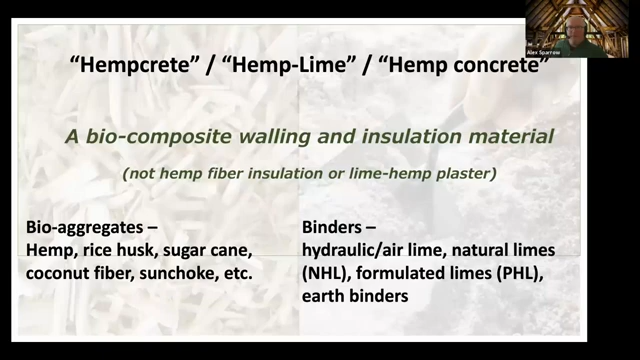 Alex Sparrow
“Hempcrete” / “Hemp-Lime” / “Hemp concrete”
A bio-composite walling and insulation material
(not hemp fiber insulation or lime-hemp plaster)
Bio-aggregates –
Hemp, rice husk, sugar cane,
coconut fiber, sunchoke, etc.
Binders –
hydraulic/air lime, natural limes
(NHL), formulated limes (PHL),
earth binders